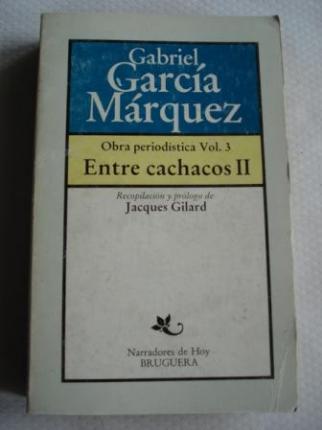 Gabriel
García
Márquez
Obra periodística Vol. 3
Entre cachacos II
Recopilación y prólogo de
Jacques Gilard
Narradores de Hoy
BRUGUERA